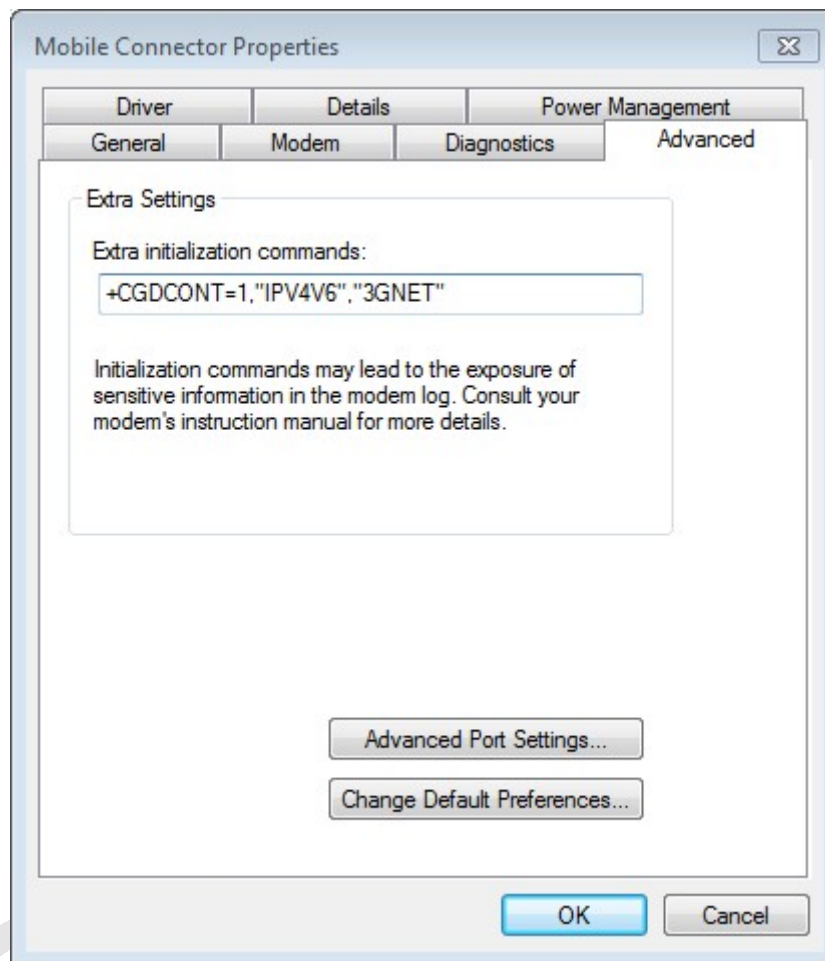 Mobile Connector Properties
Driver
Details
Power Management
General
Modem
Diagnostics
Advanced
Extra Settings
Extra initialization commands:
+CGDCONT=1,"IPV4V6","3GNET"
Initialization commands may lead to the exposure of
sensitive information in the modem log. Consult your
modem's instruction manual for more details.
Advanced Port Settings...
Change Default Preferences...
OK
Cancel